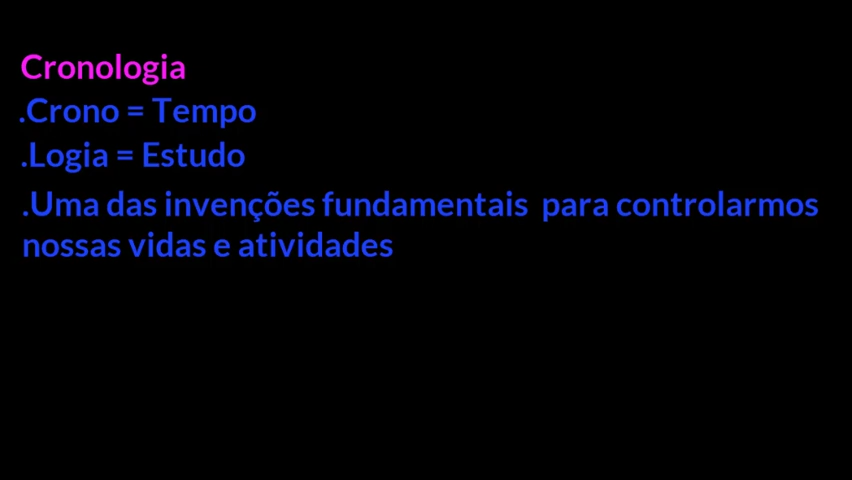 Cronologia
.Crono = Tempo
.Logia = Estudo
.Uma das invenções fundamentais  para controlarmos
nossas vidas e atividades